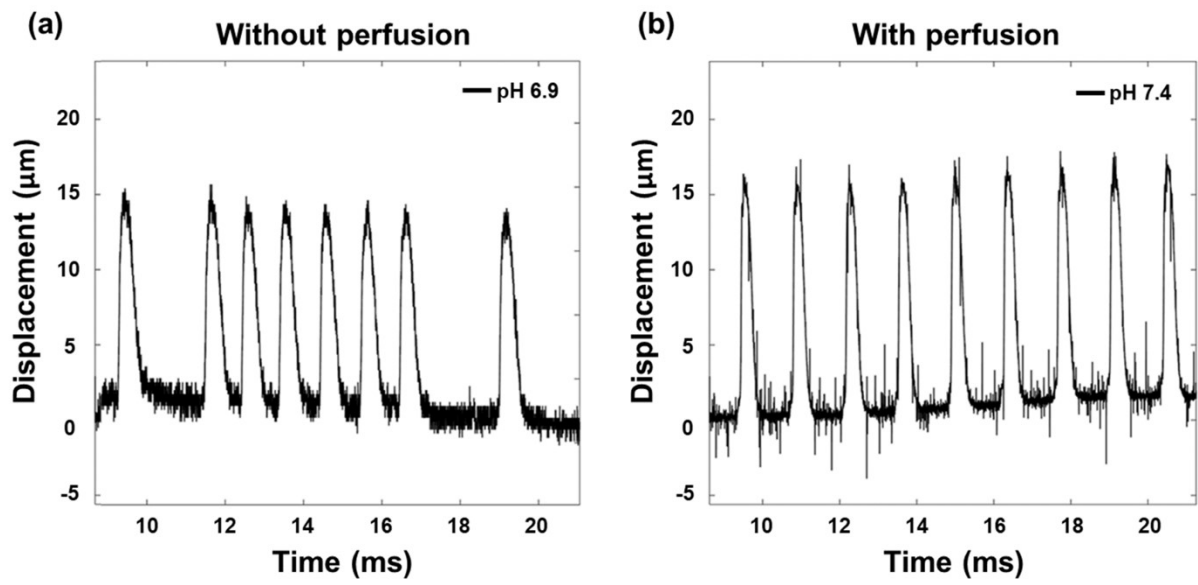 (a)
Without perfusion
pH 6.9
20
15
10
5
0
-5
Displacement (µm)
10 12 14 16 18 20
Time (ms)
(b)
With perfusion
pH 7.4
20
15
10
5
0
-5
Displacement (µm)
10 12 14 16 18 20
Time (ms)